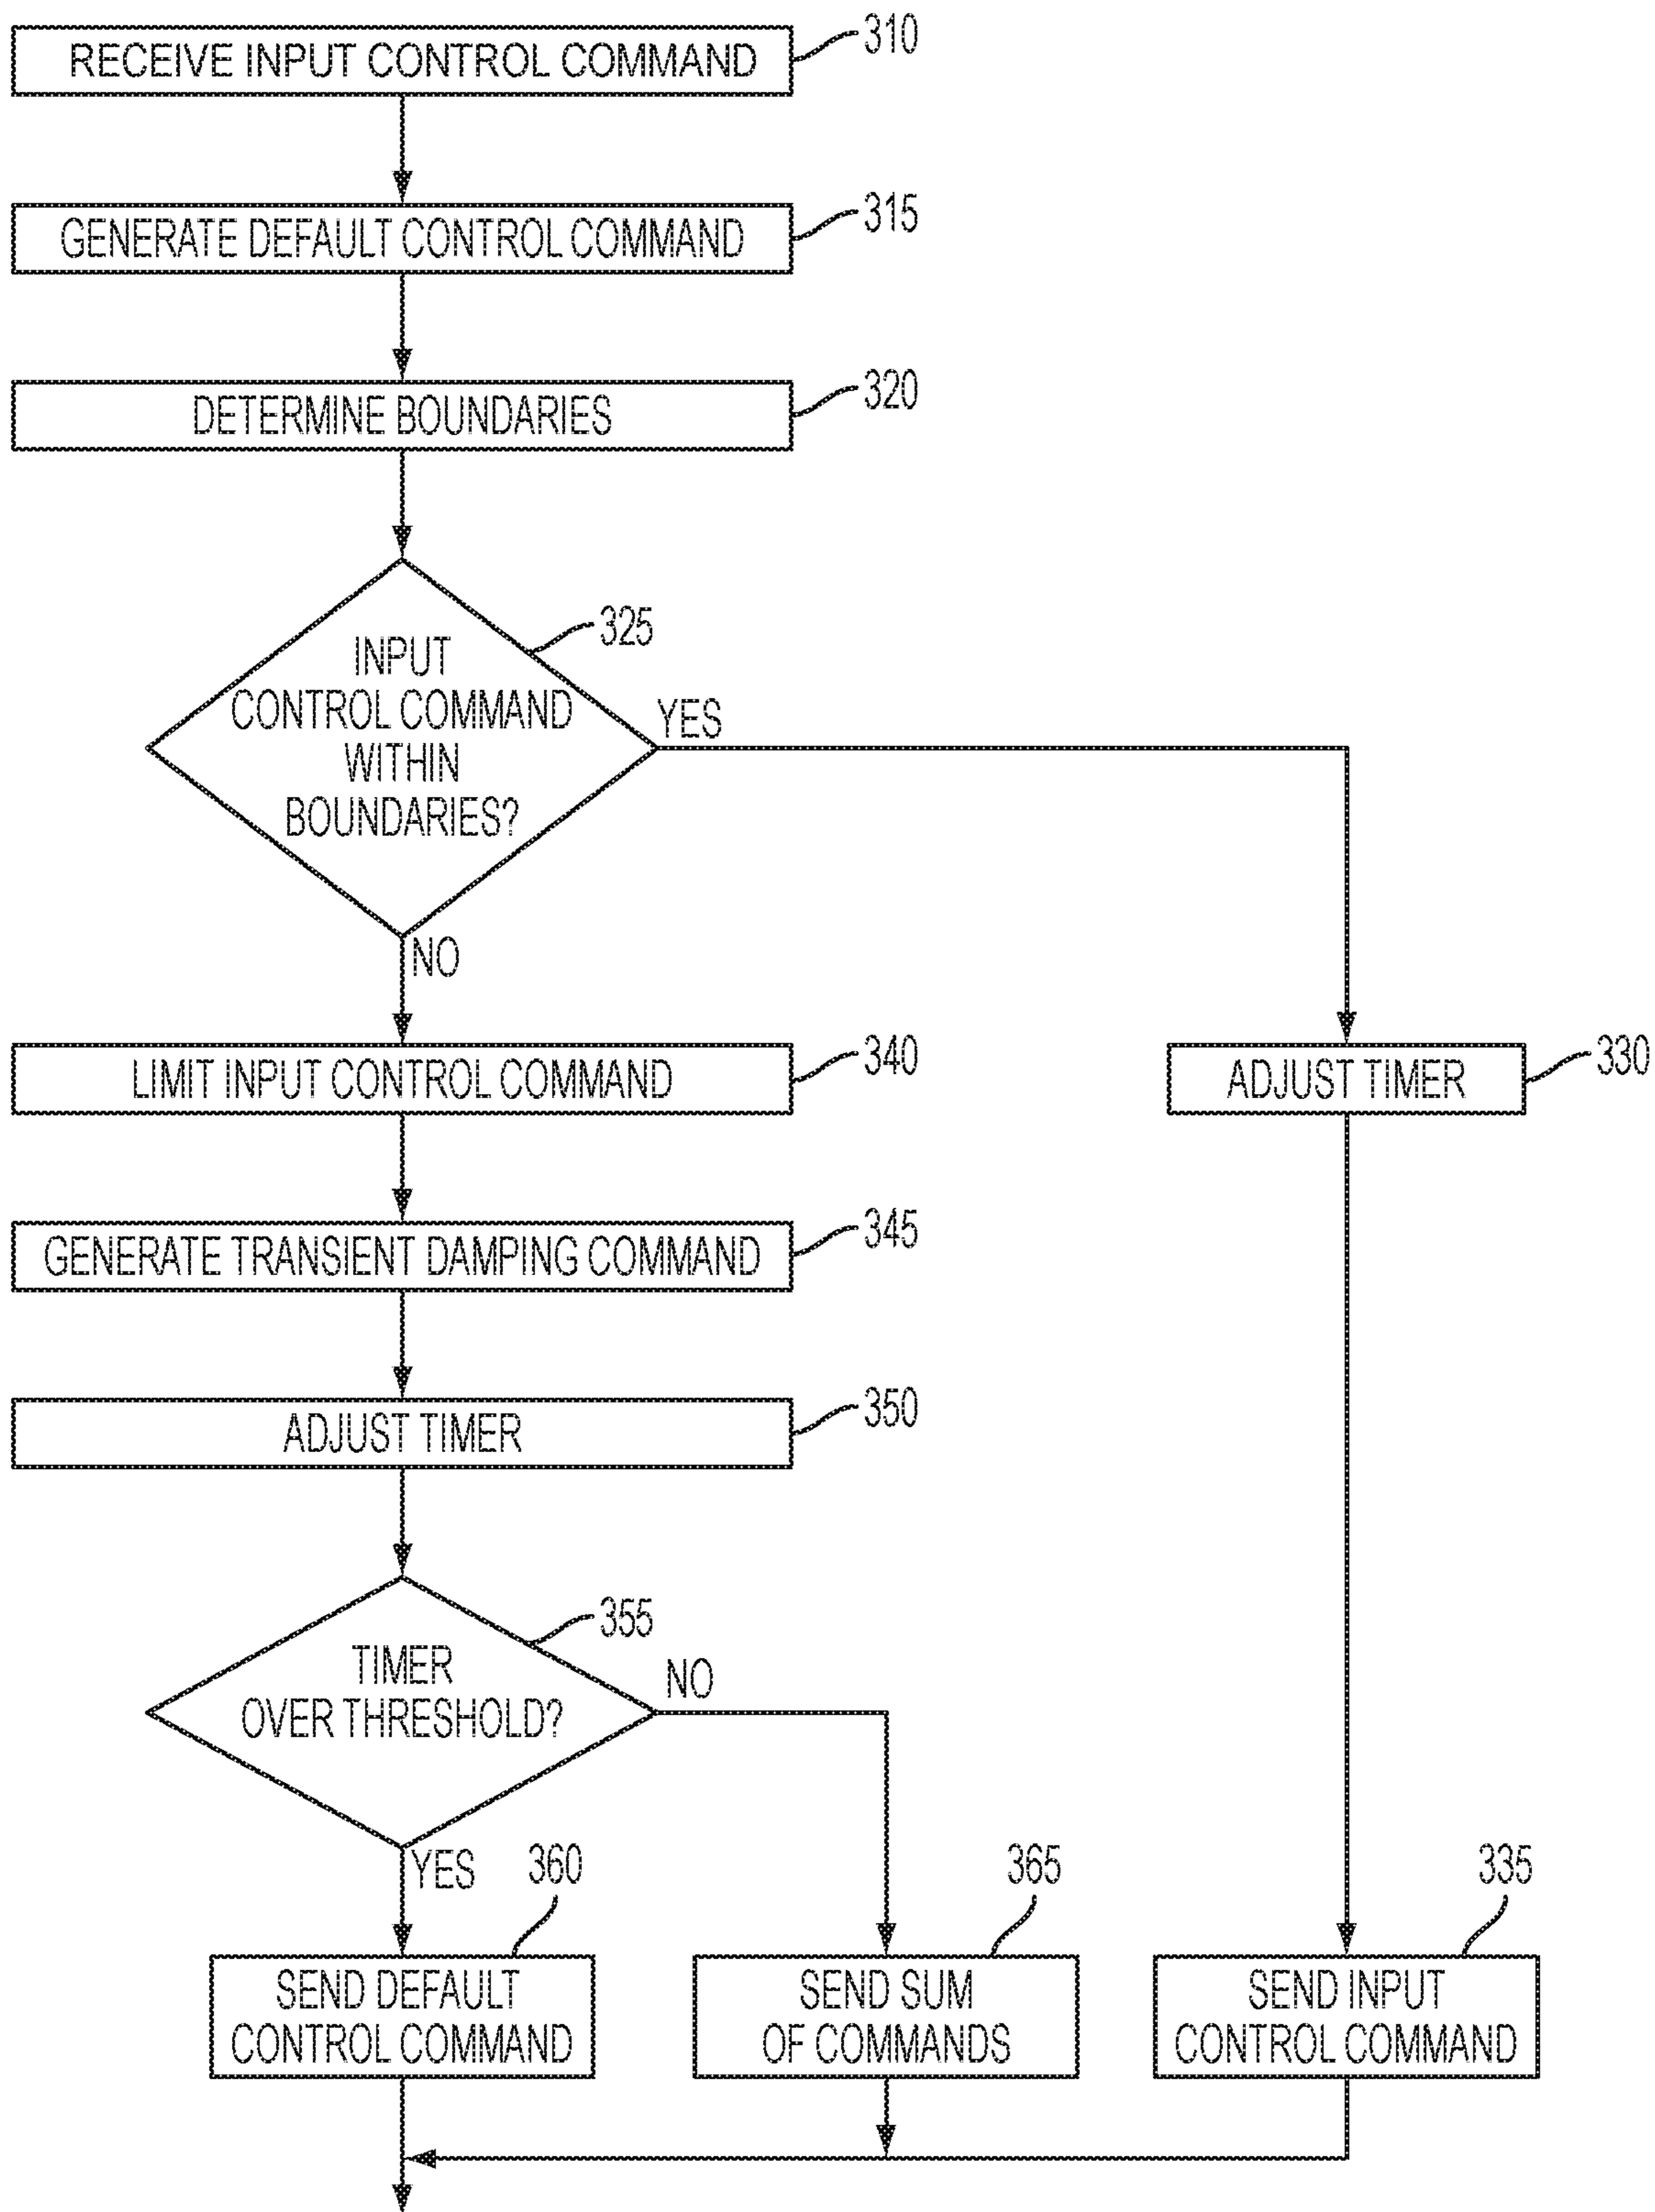 RECEIVE INPUT CONTROL COMMAND
310
GENERATE DEFAULT CONTROL COMMAND
315
DETERMINE BOUNDARIES
320
325
INPUT
CONTROL COMMAND
WITHIN
BOUNDARIES?
YES
NO
LIMIT INPUT CONTROL COMMAND
340
ADJUST TIMER
330
GENERATE TRANSIENT DAMPING COMMAND
345
ADJUST TIMER
350
355
TIMER
OVER THRESHOLD?
NO
YES
360
365
335
SEND DEFAULT
CONTROL COMMAND
SEND SUM
OF COMMANDS
SEND INPUT
CONTROL COMMAND